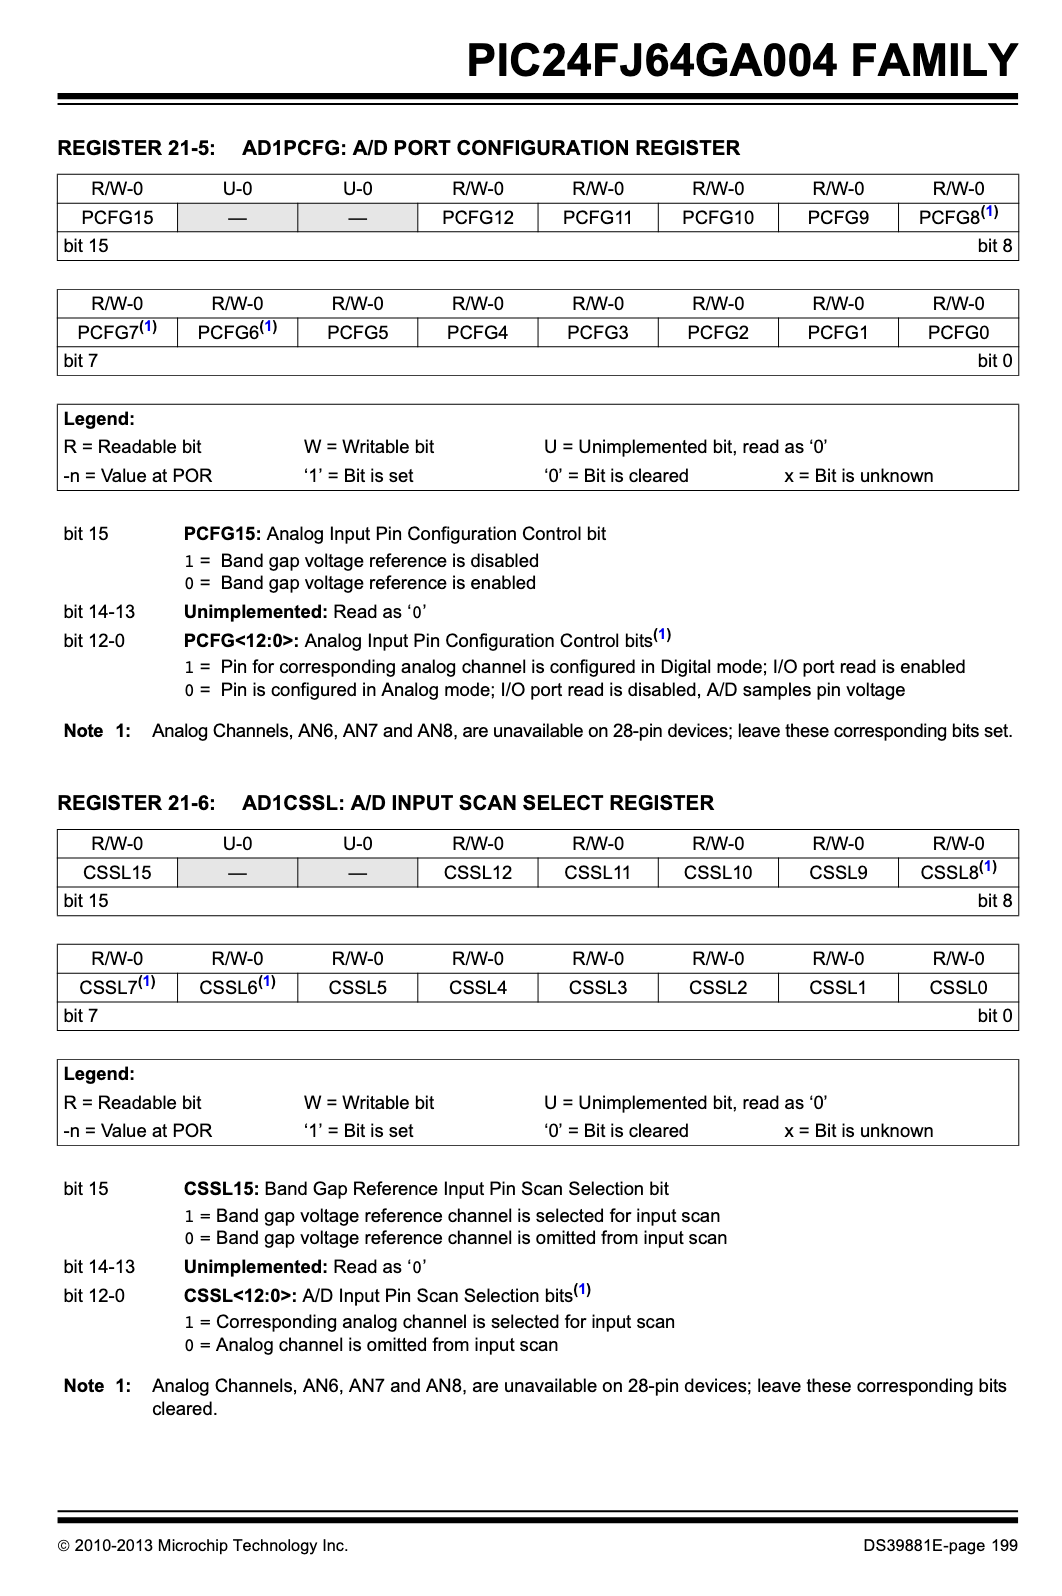 PIC24FJ64GA004 FAMILY
REGISTER 21-5: AD1PCFG: A/D PORT CONFIGURATION REGISTER
R/W-0 U-0 U-0 R/W-0 R/W-0 R/W-0 R/W-0 R/W-0
PCFG15 — — PCFG12 PCFG11 PCFG10 PCFG9 PCFG8(1)
bit 15 bit 8
R/W-0 R/W-0 R/W-0 R/W-0 R/W-0 R/W-0 R/W-0 R/W-0
PCFG7(1) PCFG6(1) PCFG5 PCFG4 PCFG3 PCFG2 PCFG1 PCFG0
bit 7 bit 0
Legend:
R = Readable bit W = Writable bit U = Unimplemented bit, read as ‘0’
-n = Value at POR ‘1’ = Bit is set ‘0’ = Bit is cleared x = Bit is unknown
bit 15 PCFG15: Analog Input Pin Configuration Control bit
1 = Band gap voltage reference is disabled
0 = Band gap voltage reference is enabled
bit 14-13 Unimplemented: Read as ‘0’
bit 12-0 PCFG<12:0>: Analog Input Pin Configuration Control bits(1)
1 = Pin for corresponding analog channel is configured in Digital mode; I/O port read is enabled
0 = Pin is configured in Analog mode; I/O port read is disabled, A/D samples pin voltage
Note 1: Analog Channels, AN6, AN7 and AN8, are unavailable on 28-pin devices; leave these corresponding bits set.
REGISTER 21-6: AD1CSSL: A/D INPUT SCAN SELECT REGISTER
R/W-0 U-0 U-0 R/W-0 R/W-0 R/W-0 R/W-0 R/W-0
CSSL15 — — CSSL12 CSSL11 CSSL10 CSSL9 CSSL8(1)
bit 15 bit 8
R/W-0 R/W-0 R/W-0 R/W-0 R/W-0 R/W-0 R/W-0 R/W-0
CSSL7(1) CSSL6(1) CSSL5 CSSL4 CSSL3 CSSL2 CSSL1 CSSL0
bit 7 bit 0
Legend:
R = Readable bit W = Writable bit U = Unimplemented bit, read as ‘0’
-n = Value at POR ‘1’ = Bit is set ‘0’ = Bit is cleared x = Bit is unknown
bit 15 CSSL15: Band Gap Reference Input Pin Scan Selection bit
1 = Band gap voltage reference channel is selected for input scan
0 = Band gap voltage reference channel is omitted from input scan
bit 14-13 Unimplemented: Read as ‘0’
bit 12-0 CSSL<12:0>: A/D Input Pin Scan Selection bits(1)
1 = Corresponding analog channel is selected for input scan
0 = Analog channel is omitted from input scan
Note 1: Analog Channels, AN6, AN7 and AN8, are unavailable on 28-pin devices; leave these corresponding bits
cleared.
© 2010-2013 Microchip Technology Inc. DS39881E-page 199